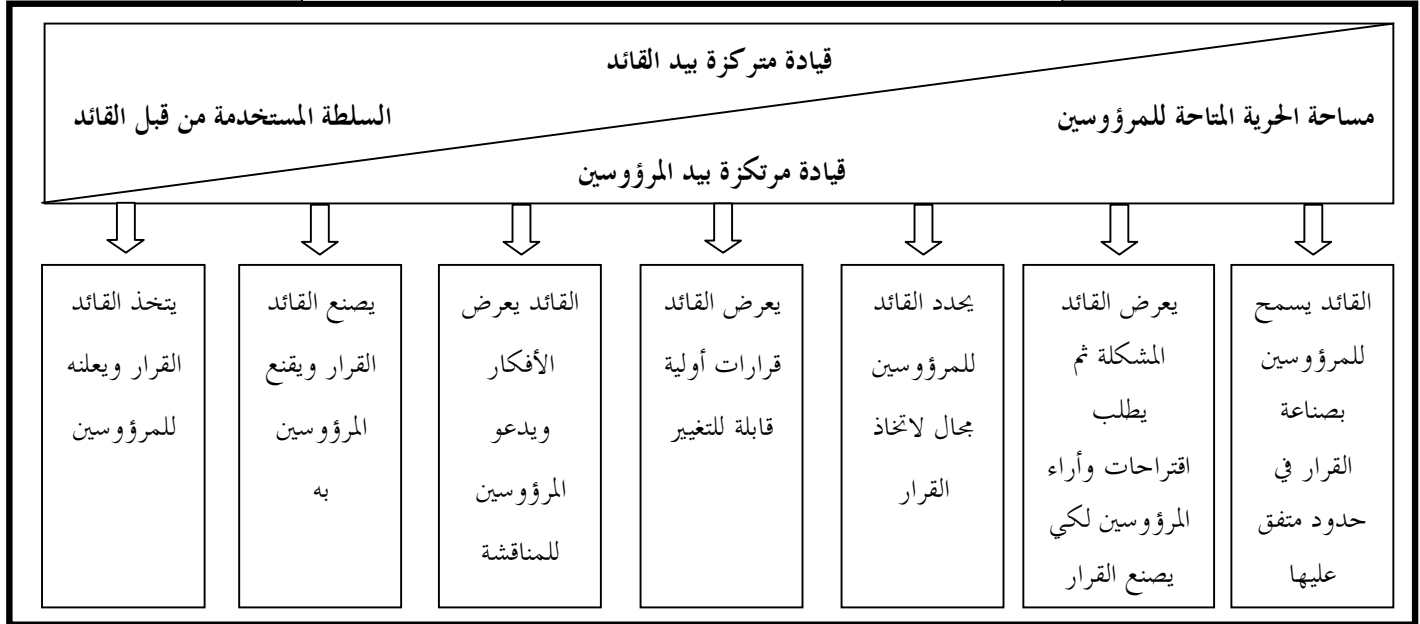 قيادة متركزة بيد القائد
مساحة الحرية المتاحة للمرؤوسين
السلطة المستخدمة من قبل القائد
قيادة مرتكزة بيد المرؤوسين
القائد يسمح
للمرؤوسين
بصناعة
القرار في
حدود متفق
عليها
يعرض القائد
المشكلة ثم
يطلب
اقتراحات وأراء
المرؤوسين لكي
يصنع القرار
يحدد القائد
للمرؤوسين
مجال لاتخاذ
القرار
يعرض القائد
قرارات أولية
قابلة للتغيير
القائد يعرض
الأفكار
ويدعو
المرؤوسين
للمناقشة
يصنع القائد
القرار ويقنع
المرؤوسين
به
يتخذ القائد
القرار ويعلنه
للمرؤوسين